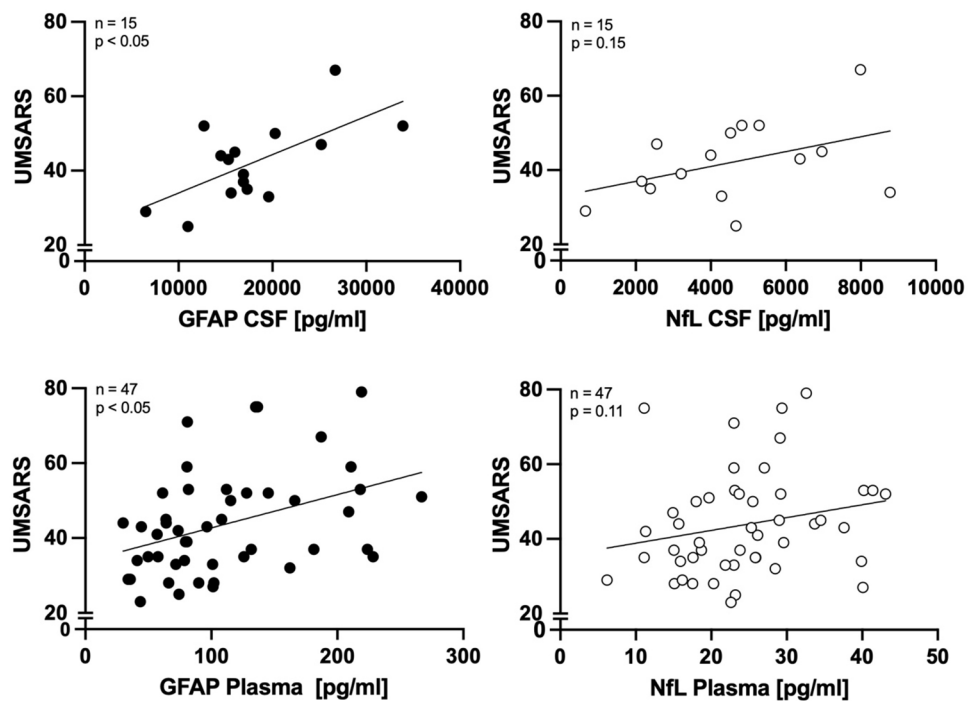 n = 15
p < 0.05
80
60
40
20
0
UMSARS
0
10000
20000
30000
40000
GFAP CSF [pg/ml]
n = 15
p = 0.15
80
60
40
20
0
UMSARS
0
2000
4000
6000
8000
10000
NfL CSF [pg/ml]
n = 47
p < 0.05
80
60
40
20
0
UMSARS
0
100
200
300
GFAP Plasma [pg/ml]
n = 47
p = 0.11
80
60
40
20
0
UMSARS
0
10
20
30
40
50
NfL Plasma [pg/ml]